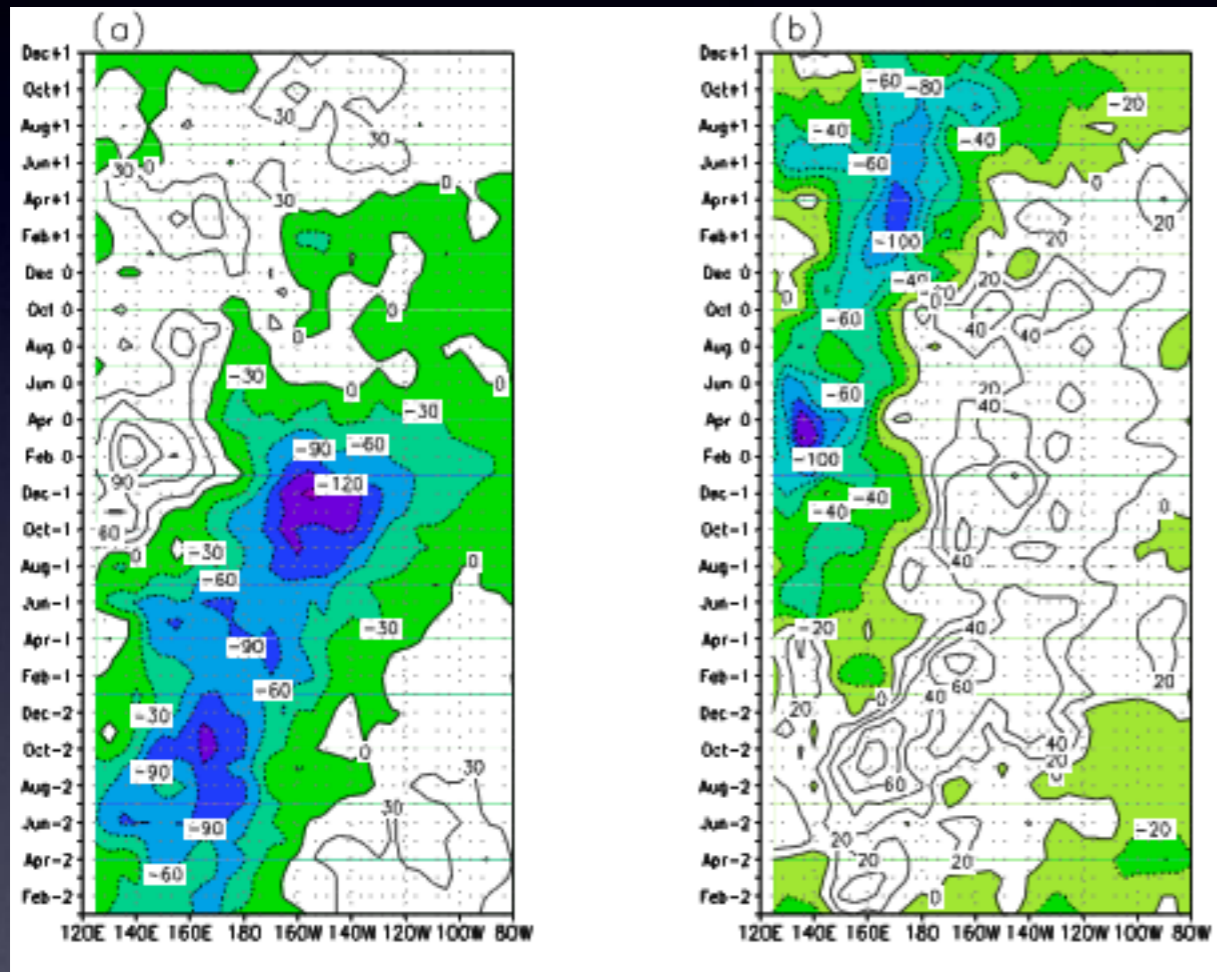 (a)
Dec+1
Oct+1
30
Aug+1
30
Jun+1
30 0
0
Apr+1
30
Feb+1
Dec 0
Oct 0
0
Aug 0
Jun 0
-30
0
0
Apr 0
-30
-90
-60
Feb 0
90
-120
Dec-1
60
Oct-1
0
-30
0
Aug-1
-60
Jun-1
-30
Apr-1
-90
Feb-1
-60
Dec-2
-30
Oct-2
0
-90
30
Aug-2
30
Jun-2
-90
Apr-2
-60
Feb-2
120E 140E 160E 180 160W 140W 120W 100W 80W
(b)
Dec+1
-60
-80
Oct+1
-20
Aug+1
-40
-40
Jun+1
-60
0
Apr+1
20
Feb+1
-100
20
Dec 0
-40
20
0
0
Oct 0
-60
40
40
Aug 0
Jun 0
-60
20
40
Apr 0
Feb 0
-100
Dec-1
-40
-40
0
Oct-1
40
Aug-1
Jun-1
-20
40
Apr-1
Feb-1
60
20
0
40
20
Dec-2
Oct-2
40
20
0
60
Aug-2
Jun-2
-20
20
20
20
Apr-2
Feb-2
0
120E 140E 160E 180 160W 140W 120W 100W 80W